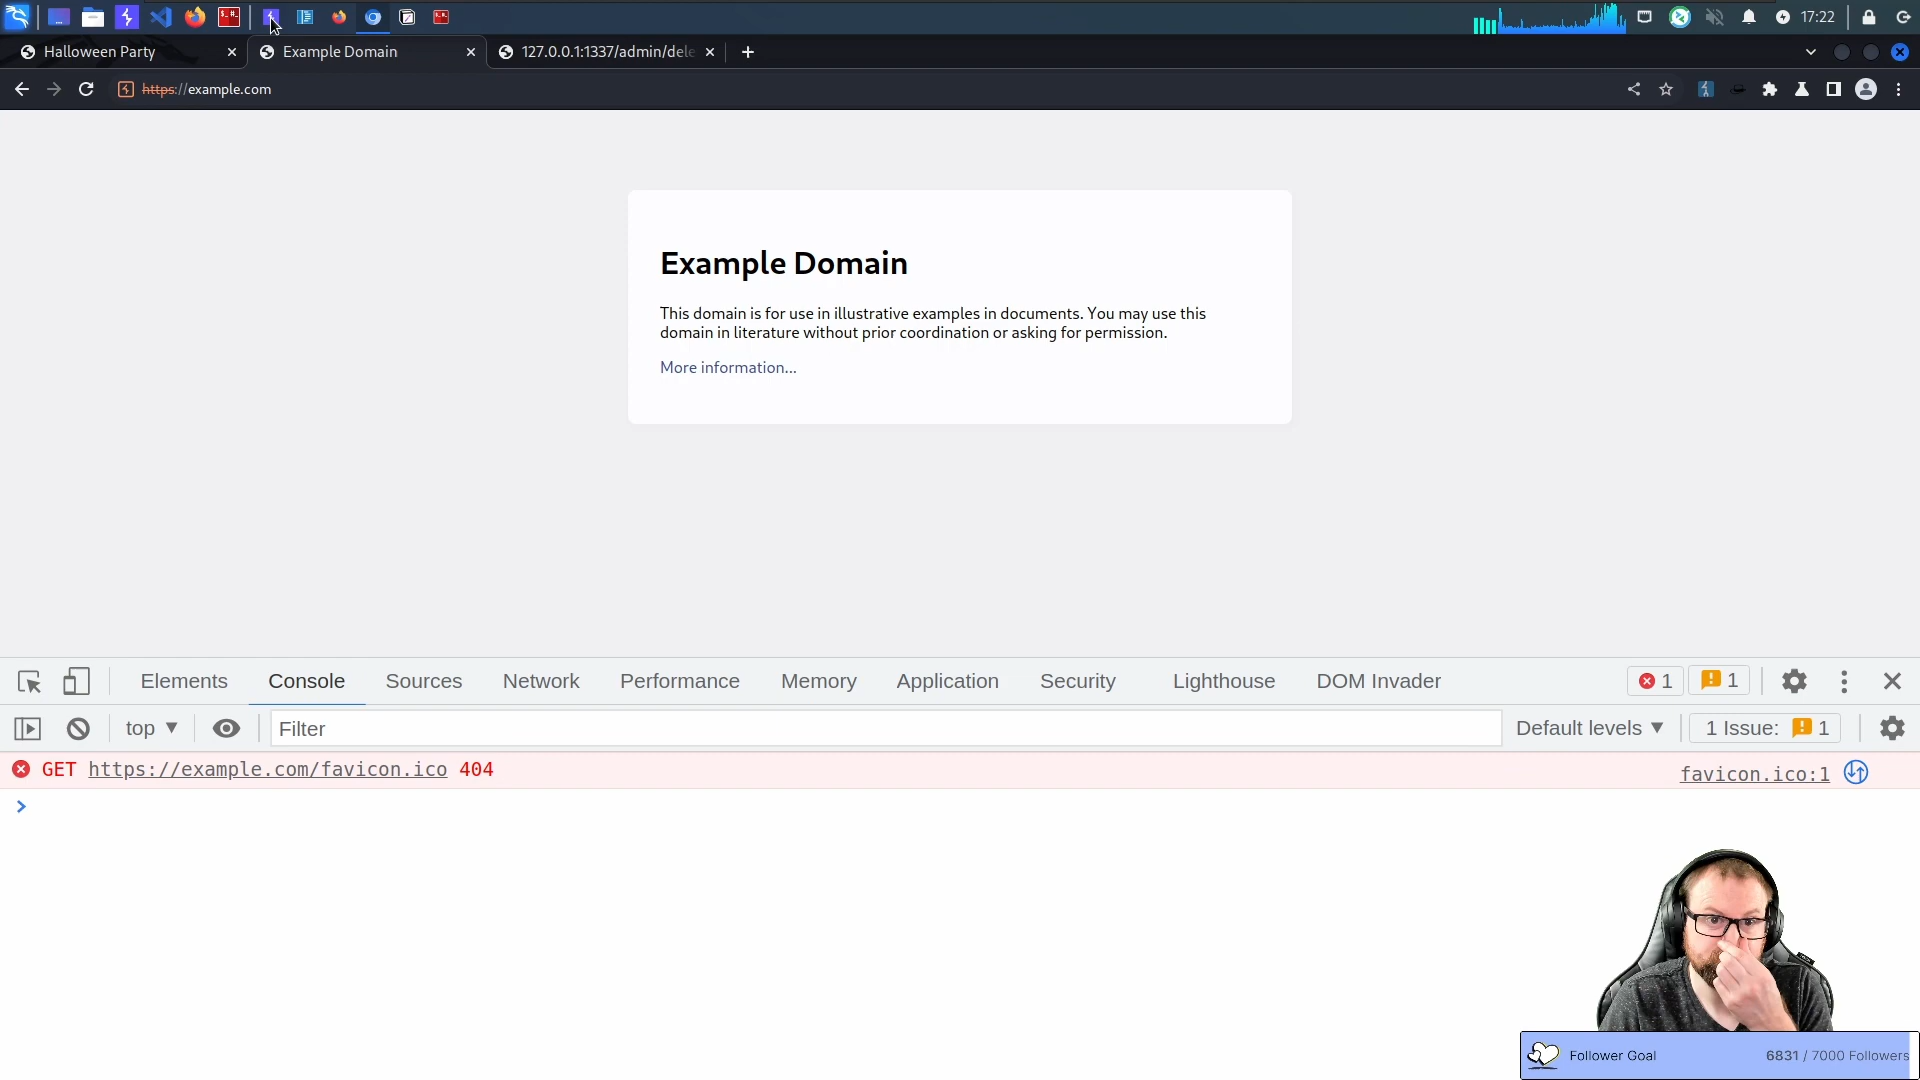 17:22
Halloween Party
Example Domain
127.0.0.1:1337/admin/dele
https://example.com
Example Domain
This domain is for use in illustrative examples in documents. You may use this
domain in literature without prior coordination or asking for permission.
More information...
Elements Console Sources Network Performance Memory Application Security Lighthouse DOM Invader 1 1
top Filter Default levels 1 Issue: 1
GET https://example.com/favicon.ico 404 favicon.ico:1
Follower Goal 6831 / 7000 Followers